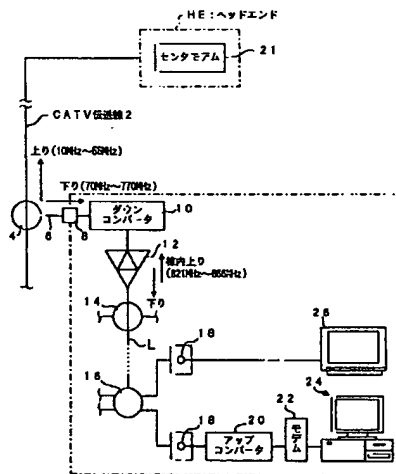 HE:ヘッドエンド
センタモデム
21
CATV伝送線2
上り(10MHz~55MHz)
下り(70MHz~770MHz)
10
ダウン
コンバータ
4
6
8
12
棟内上り
下り
14
L
18
26
16
18
20
アップ
コンバータ
22
モデム
24